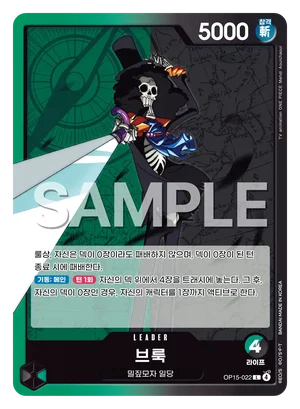 5000
참격
斬
SAMPLE
룰상, 자신은 덱이 0장이라도 패배하지 않으며, 덱이 0장이 된 턴
종료 시에 패배한다.
기동: 메인 턴 1회 자신의 덱 위에서 4장을 트래시에 놓는다. 그 후,
자신의 덱이 0장인 경우, 자신의 캐릭터를 1장까지 액티브로 한다.
LEADER
브룩
밀짚모자 일당
4
라이프
OP15-022 L
BANDAI MADE IN KOREA